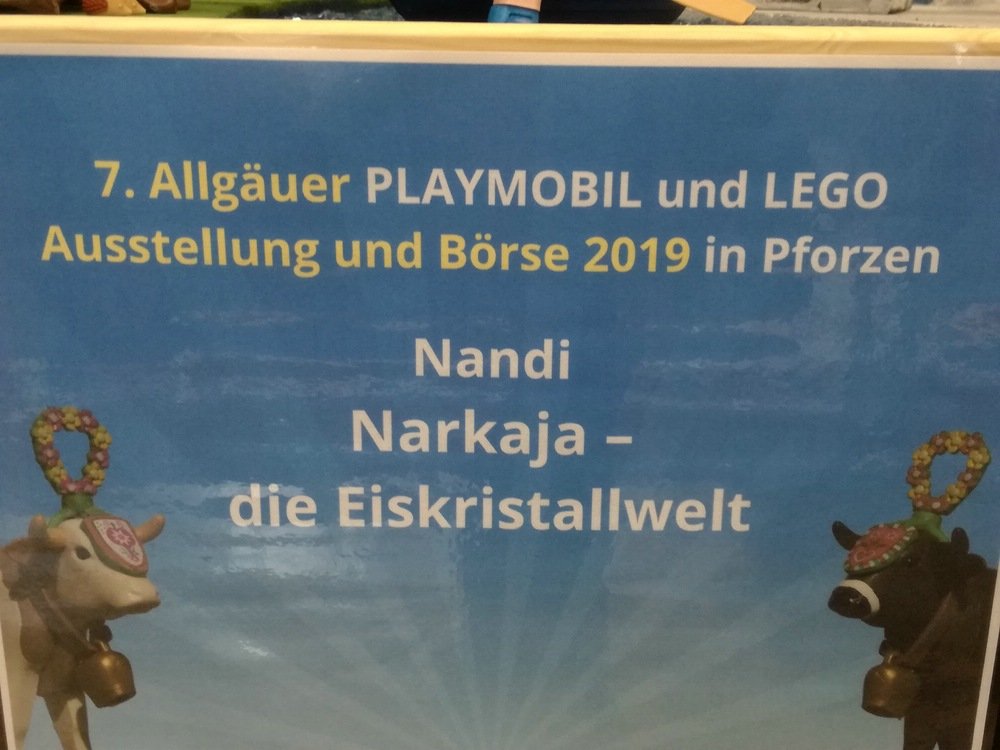 7. Allgäuer PLAYMOBIL und LEGO
Ausstellung und Börse 2019 in Pforzen
Nandi
Narkaja –
die Eiskristallwelt